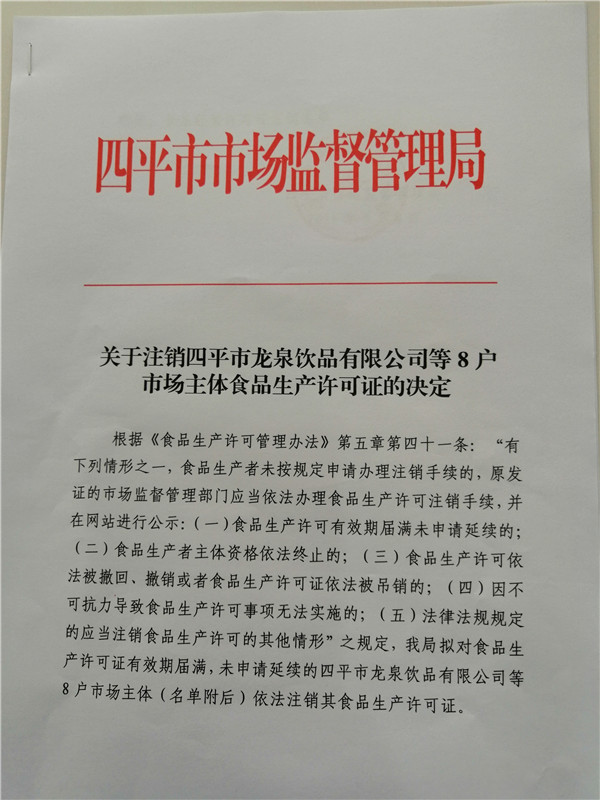 四平市市场监督管理局
关于注销四平市龙泉饮品有限公司等 8 户
市场主体食品生产许可证的决定
根据《食品生产许可管理办法》第五章第四十一条：“有
下列情形之一，食品生产者未按规定申请办理注销手续的，原发
证的市场监督管理部门应当依法办理食品生产许可注销手续，并
在网站进行公示：（一）食品生产许可有效期届满未申请延续的；
（二）食品生产者主体资格依法终止的；（三）食品生产许可依
法被撤回、撤销或者食品生产许可证依法被吊销的；（四）因不
可抗力导致食品生产许可事项无法实施的；（五）法律法规规定
的应当注销食品生产许可的其他情形”之规定，我局拟对食品生
产许可证有效期届满，未申请延续的四平市龙泉饮品有限公司等
8 户市场主体（名单附后）依法注销其食品生产许可证。